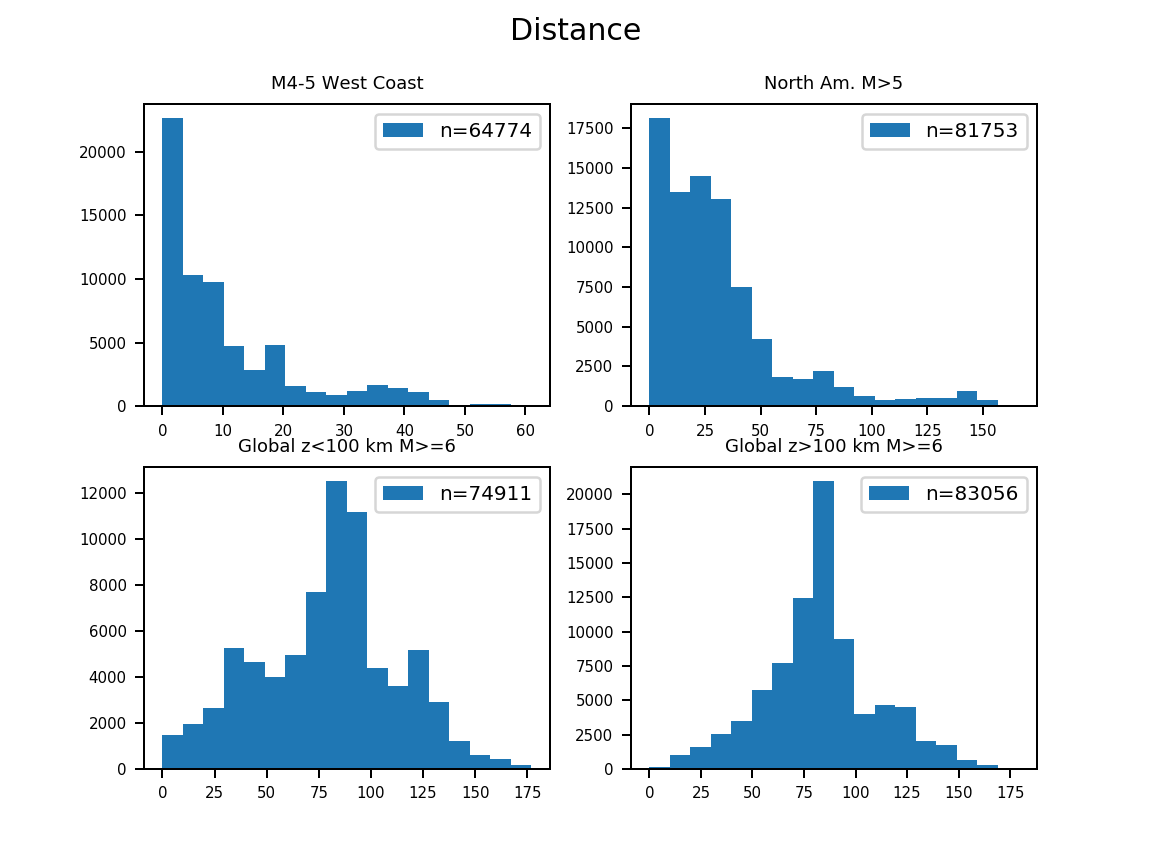 Distance
M4-5 West Coast
n=64774
20000
15000
10000
5000
0
0 10 20 30 40 50 60
North Am. M>5
n=81753
17500
15000
12500
10000
7500
5000
2500
0
0 25 50 75 100 125 150
Global z<100 km M>=6
n=74911
12000
10000
8000
6000
4000
2000
0
0 25 50 75 100 125 150 175
Global z>100 km M>=6
n=83056
20000
17500
15000
12500
10000
7500
5000
2500
0
0 25 50 75 100 125 150 175